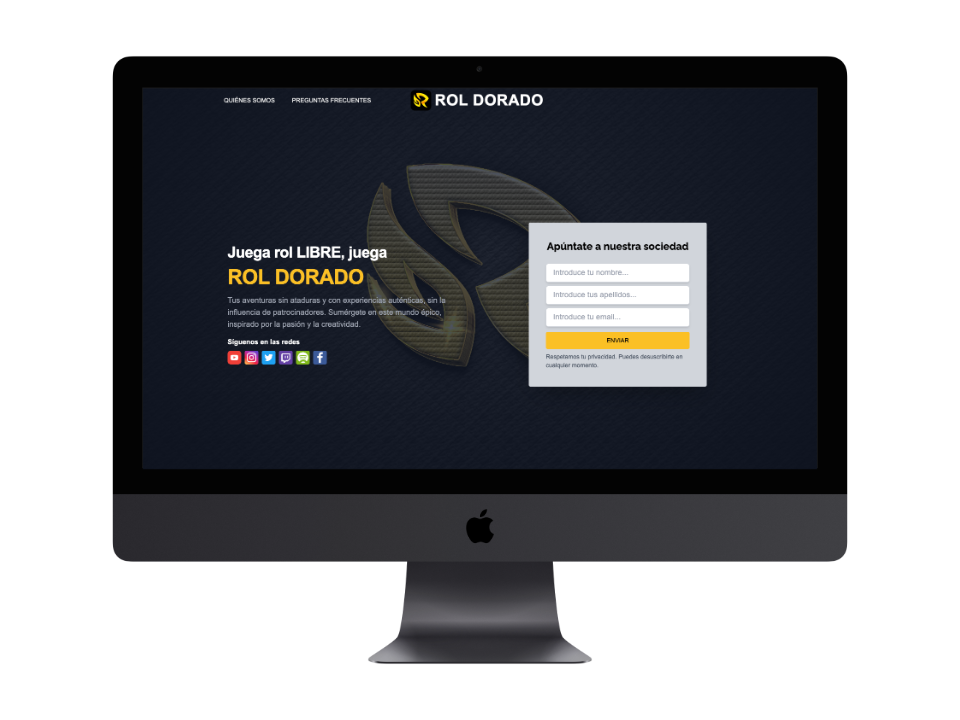 QUIÉNES SOMOS PREGUNTAS FRECUENTES ROL DORADO
Juega rol LIBRE, juega
ROL DORADO
Tus aventuras sin ataduras y con experiencias auténticas, sin la
influencia de patrocinadores. Sumérgete en este mundo épico,
inspirado por la pasión y la creatividad.
Síguenos en las redes
Apúntate a nuestra sociedad
Introduce tu nombre...
Introduce tus apellidos...
Introduce tu email...
ENVIAR
Respetamos tu privacidad. Puedes desuscribirte en
cualquier momento.